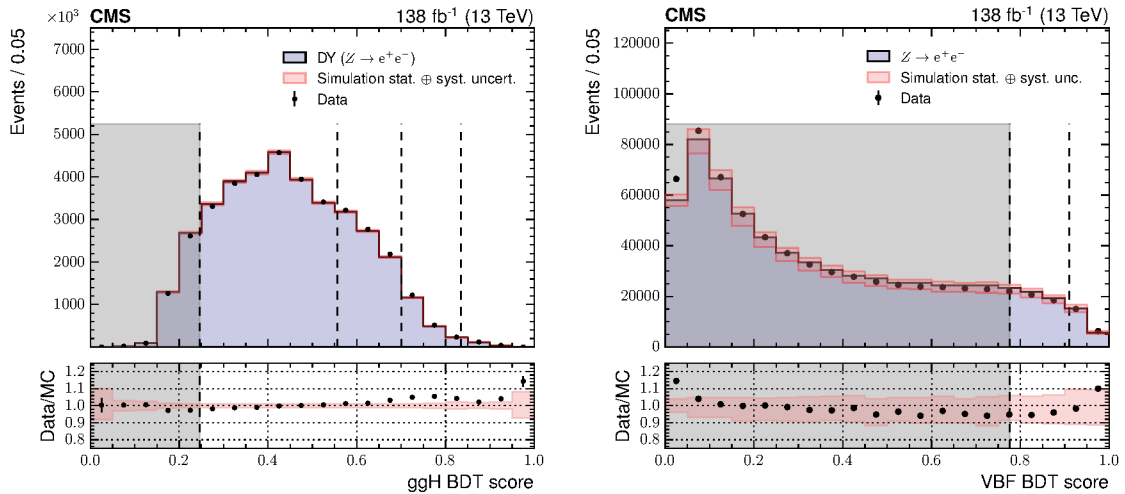 CMS 138 fb⁻¹ (13 TeV)
×10³
7000
6000
5000
4000
3000
2000
1000
Events / 0.05
DY (Z → e⁺e⁻)
Simulation stat. ⊕ syst. uncert.
Data
1.2
1.1
1.0
0.9
0.8
Data/MC
0.0 0.2 0.4 0.6 0.8 1.0
ggH BDT score
CMS 138 fb⁻¹ (13 TeV)
120000
100000
80000
60000
40000
20000
0
Events / 0.05
Z → e⁺e⁻
Simulation stat. ⊕ syst. unc.
Data
1.2
1.1
1.0
0.9
0.8
Data/MC
0.0 0.2 0.4 0.6 0.8 1.0
VBF BDT score